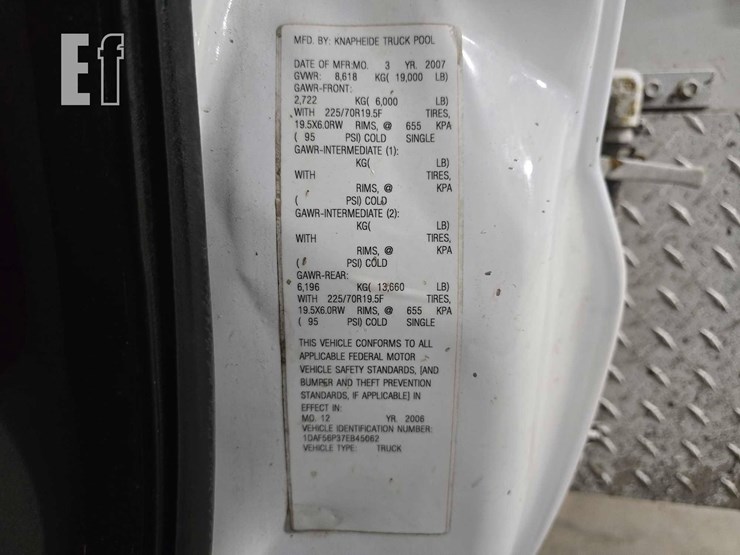 Ef
MFD. BY: KNAPHEIDE TRUCK POOL
DATE OF MFR:MO. 3 YR. 2007
GVWR: 8,618 KG( 19,000 LB)
GAWR-FRONT:
2,722 KG( 6,000 LB)
WITH 225/70R19.5F TIRES,
19.5X6.0RW RIMS, @ 655 KPA
( 95 PSI) COLD SINGLE
GAWR-INTERMEDIATE (1):
KG( LB)
WITH TIRES,
RIMS, @ KPA
( PSI) COLD
GAWR-INTERMEDIATE (2):
KG( LB)
WITH TIRES,
RIMS, @ KPA
( PSI) COLD
GAWR-REAR:
6,196 KG( 13,660 LB)
WITH 225/70R19.5F TIRES,
19.5X6.0RW RIMS, @ 655 KPA
( 95 PSI) COLD SINGLE
THIS VEHICLE CONFORMS TO ALL
APPLICABLE FEDERAL MOTOR
VEHICLE SAFETY STANDARDS, [AND
BUMPER AND THEFT PREVENTION
STANDARDS, IF APPLICABLE] IN
EFFECT IN:
MO. 12 YR. 2006
VEHICLE IDENTIFICATION NUMBER:
1DAF56P37EB45062
VEHICLE TYPE: TRUCK